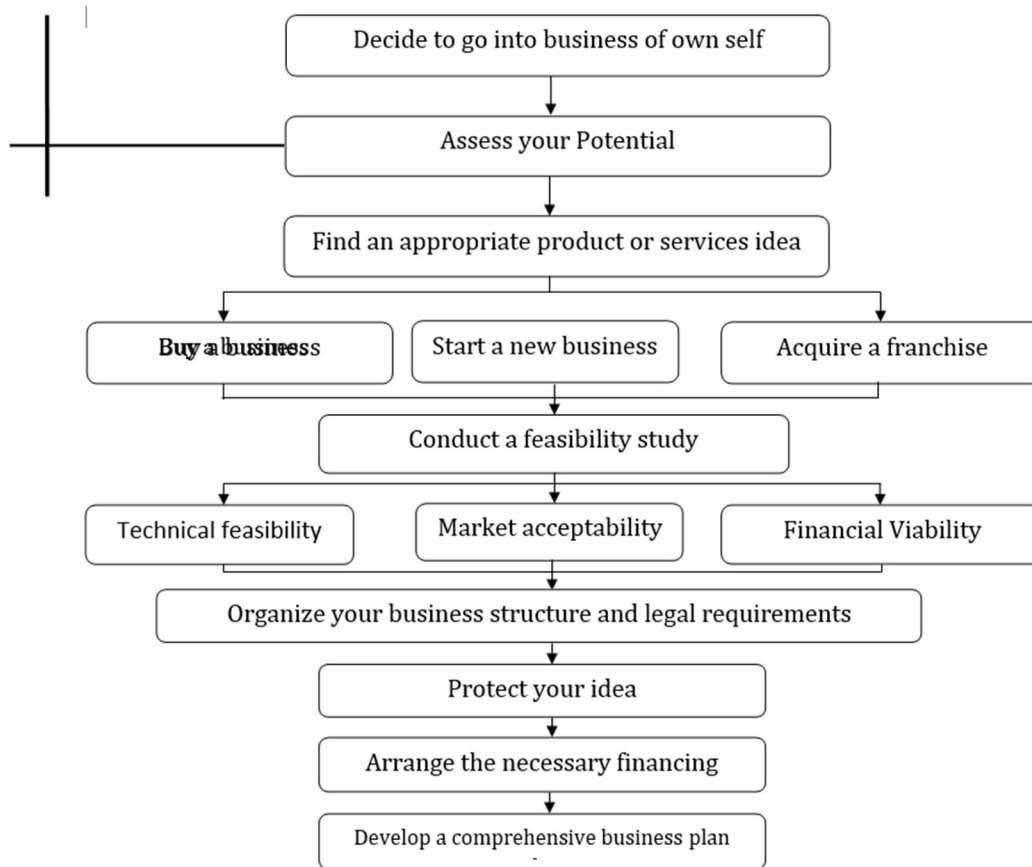 Decide to go into business of own self
Assess your Potential
Find an appropriate product or services idea
Buy a business
Start a new business
Acquire a franchise
Conduct a feasibility study
Technical feasibility
Market acceptability
Financial Viability
Organize your business structure and legal requirements
Protect your idea
Arrange the necessary financing
Develop a comprehensive business plan